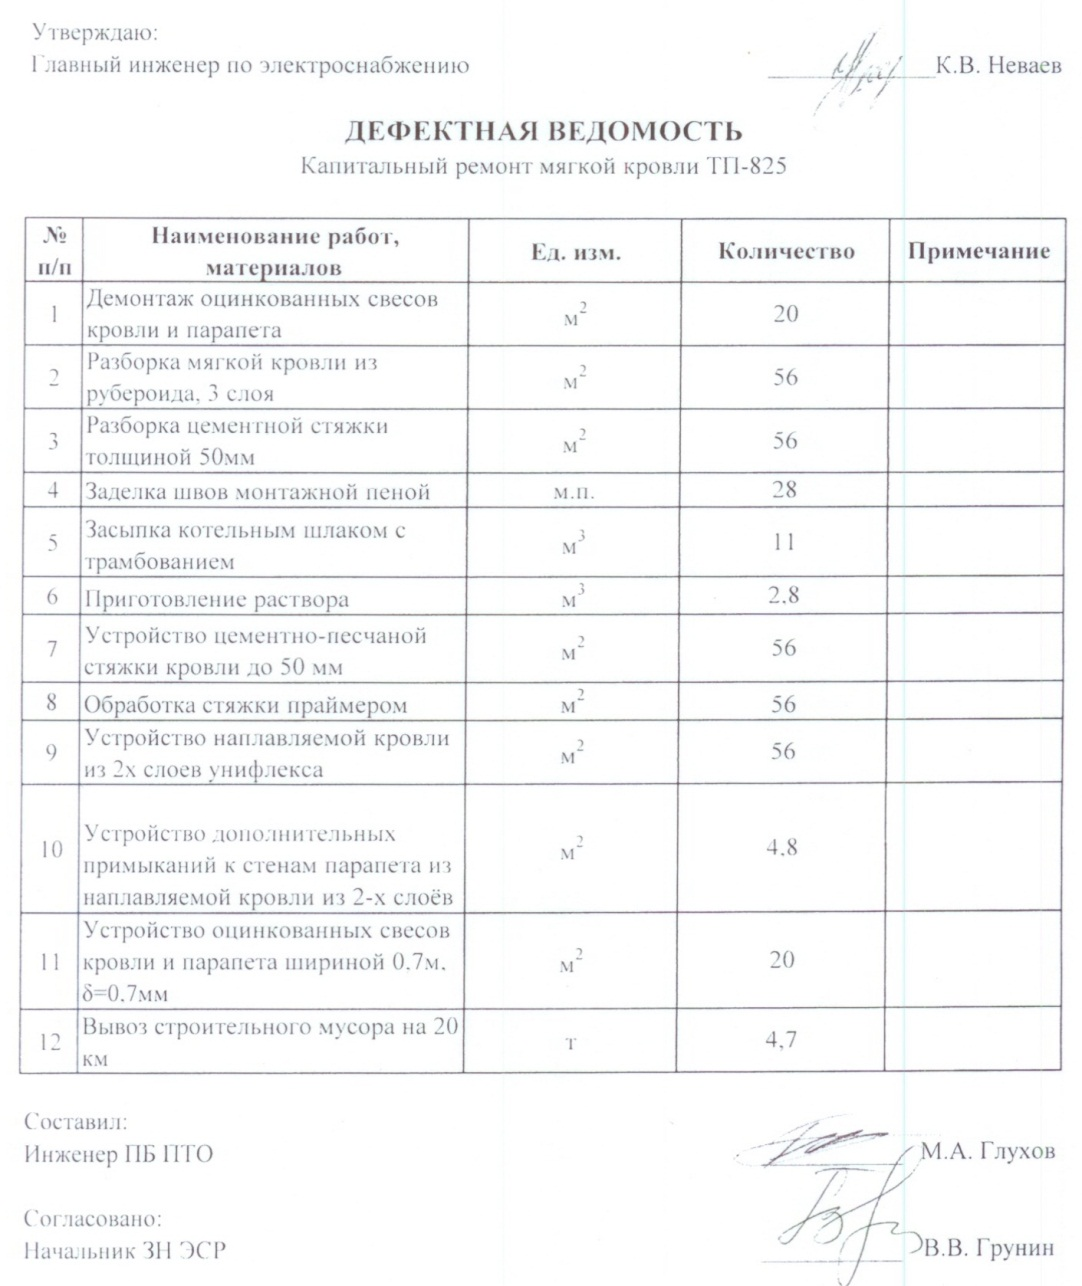 Утверждаю:
Главный инженер по электроснабжению К.В. Неваев
ДЕФЕКТНАЯ ВЕДОМОСТЬ
Капитальный ремонт мягкой кровли ТП-825
№ п/п Наименование работ, материалов Ед. изм. Количество Примечание
1 Демонтаж оцинкованных свесов кровли и парапета м² 20
2 Разборка мягкой кровли из рубероида, 3 слоя м² 56
3 Разборка цементной стяжки толщиной 50мм м² 56
4 Заделка швов монтажной пеной м.п. 28
5 Засыпка котельным шлаком с трамбованием м³ 11
6 Приготовление раствора м³ 2,8
7 Устройство цементно-песчаной стяжки кровли до 50 мм м² 56
8 Обработка стяжки праймером м² 56
9 Устройство наплавляемой кровли из 2х слоев унифлекса м² 56
10 Устройство дополнительных примыканий к стенам парапета из наплавляемой кровли из 2-х слоёв м² 4,8
11 Устройство оцинкованных свесов кровли и парапета шириной 0,7м, δ=0,7мм м² 20
12 Вывоз строительного мусора на 20 км т 4,7
Составил:
Инженер ПБ ПТО М.А. Глухов
Согласовано:
Начальник ЗН ЭСР В.В. Грунин